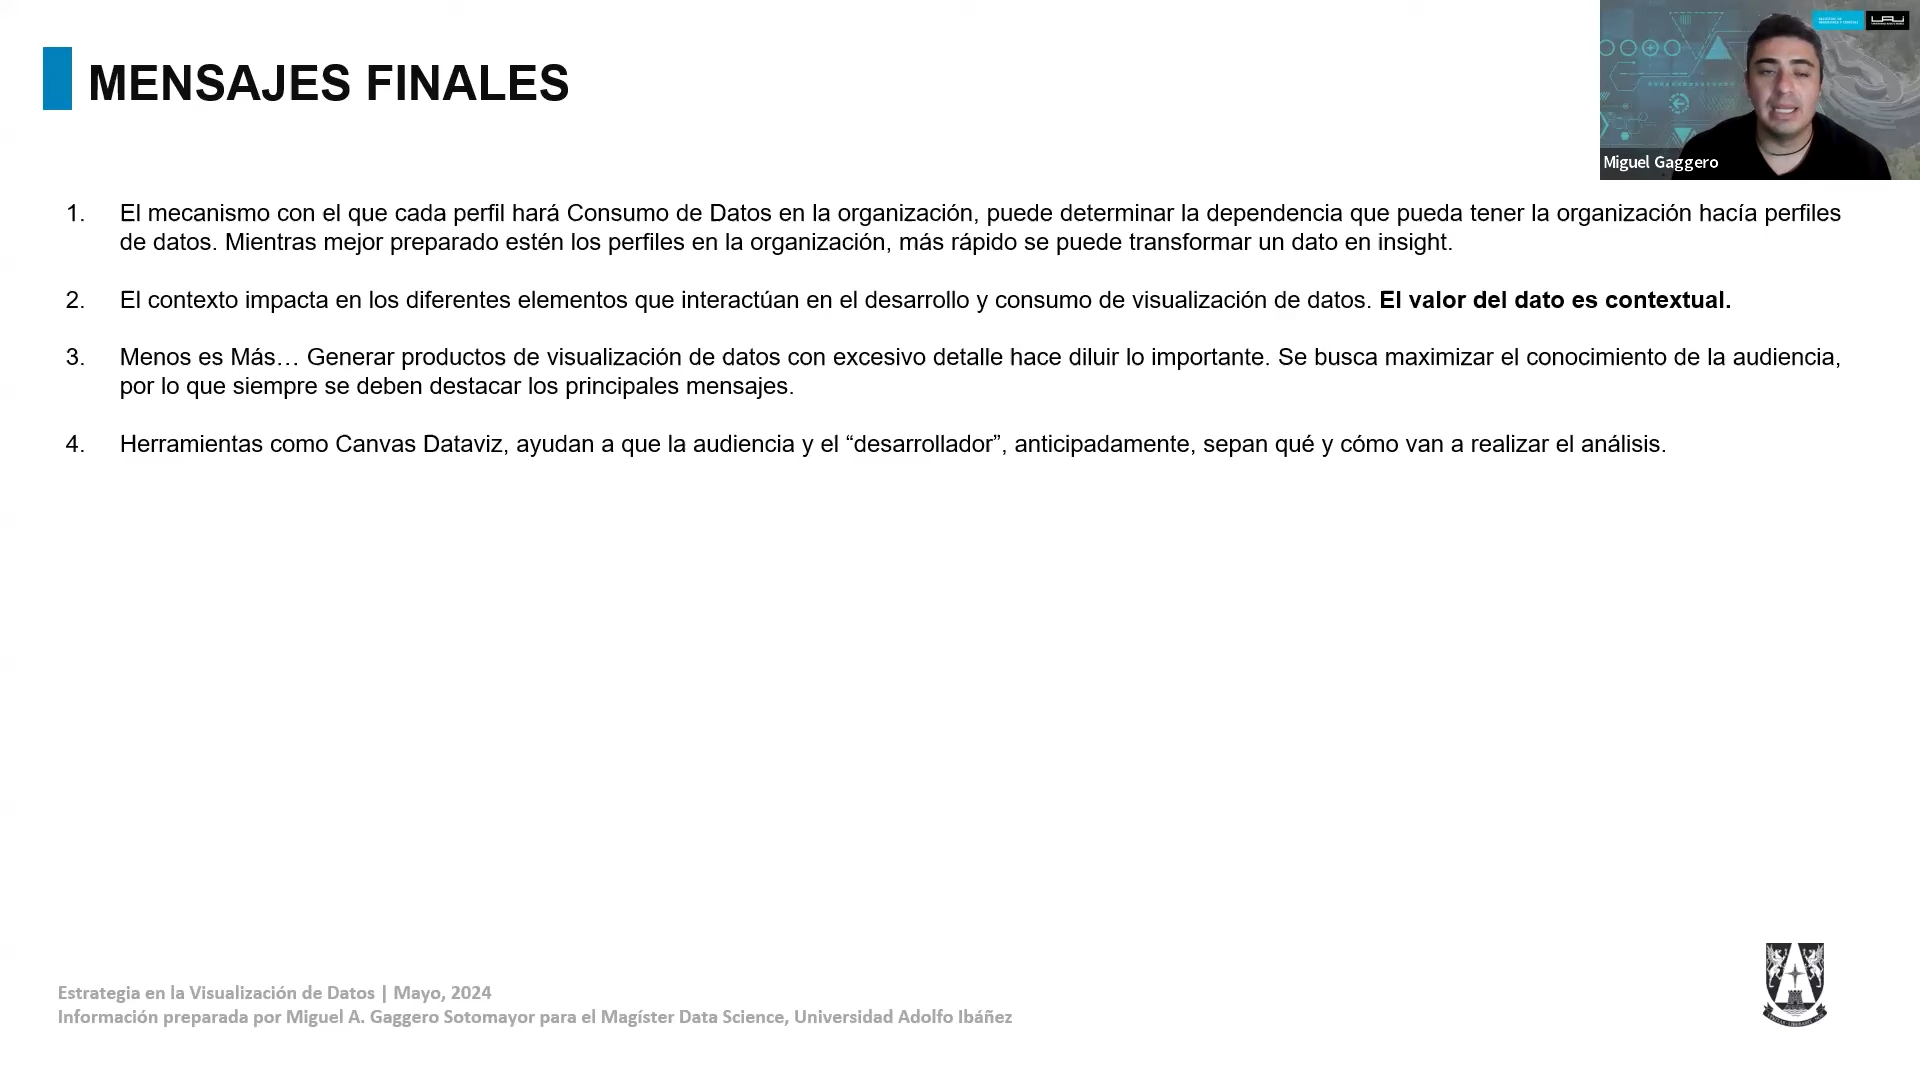 MENSAJES FINALES
Miguel Gaggero
1. El mecanismo con el que cada perfil hará Consumo de Datos en la organización, puede determinar la dependencia que pueda tener la organización hacía perfiles
de datos. Mientras mejor preparado estén los perfiles en la organización, más rápido se puede transformar un dato en insight.
2. El contexto impacta en los diferentes elementos que interactúan en el desarrollo y consumo de visualización de datos. El valor del dato es contextual.
3. Menos es Más… Generar productos de visualización de datos con excesivo detalle hace diluir lo importante. Se busca maximizar el conocimiento de la audiencia,
por lo que siempre se deben destacar los principales mensajes.
4. Herramientas como Canvas Dataviz, ayudan a que la audiencia y el “desarrollador”, anticipadamente, sepan qué y cómo van a realizar el análisis.
Estrategia en la Visualización de Datos | Mayo, 2024
Información preparada por Miguel A. Gaggero Sotomayor para el Magíster Data Science, Universidad Adolfo Ibáñez